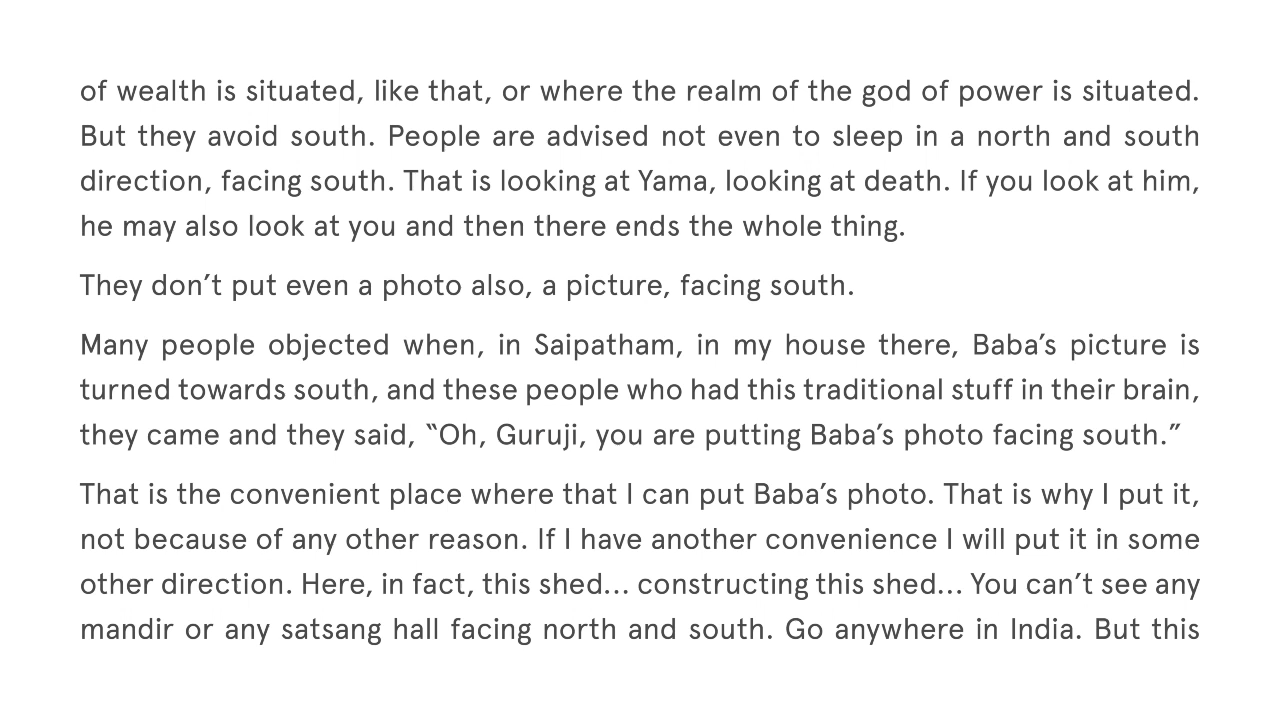 of wealth is situated, like that, or where the realm of the god of power is situated.
But they avoid south. People are advised not even to sleep in a north and south
direction, facing south. That is looking at Yama, looking at death. If you look at him,
he may also look at you and then there ends the whole thing.
They don’t put even a photo also, a picture, facing south.
Many people objected when, in Saipatham, in my house there, Baba’s picture is
turned towards south, and these people who had this traditional stuff in their brain,
they came and they said, “Oh, Guruji, you are putting Baba’s photo facing south.”
That is the convenient place where that I can put Baba’s photo. That is why I put it,
not because of any other reason. If I have another convenience I will put it in some
other direction. Here, in fact, this shed... constructing this shed... You can’t see any
mandir or any satsang hall facing north and south. Go anywhere in India. But this